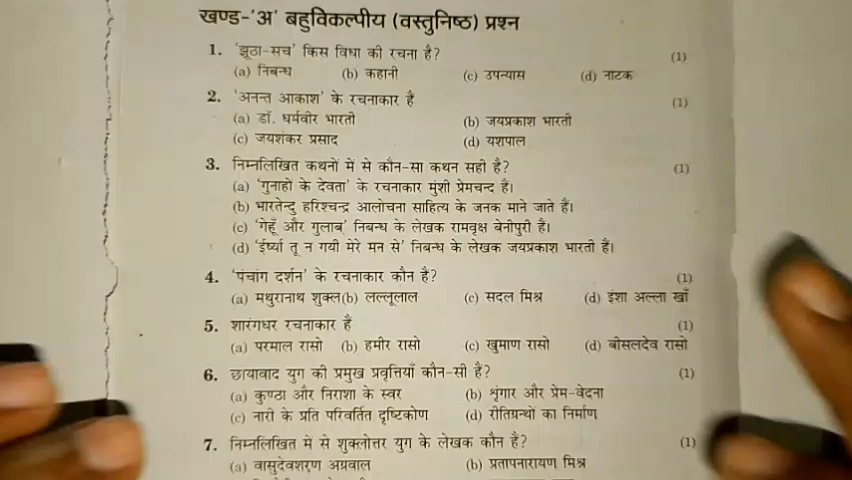 खण्ड-'अ' बहुविकल्पीय (वस्तुनिष्ठ) प्रश्न
1. 'झूठा-सच' किस विधा की रचना है? (1)
(a) निबन्ध (b) कहानी (c) उपन्यास (d) नाटक
2. 'अनन्त आकाश' के रचनाकार हैं (1)
(a) डॉ. धर्मवीर भारती (b) जयप्रकाश भारती
(c) जयशंकर प्रसाद (d) यशपाल
3. निम्नलिखित कथनों में से कौन-सा कथन सही है? (1)
(a) 'गुनाहों के देवता' के रचनाकार मुंशी प्रेमचन्द हैं।
(b) भारतेन्दु हरिश्चन्द्र आलोचना साहित्य के जनक माने जाते हैं।
(c) 'गेहूँ और गुलाब' निबन्ध के लेखक रामवृक्ष बेनीपुरी हैं।
(d) 'ईर्ष्या तू न गयी मेरे मन से' निबन्ध के लेखक जयप्रकाश भारती हैं।
4. 'पंचांग दर्शन' के रचनाकार कौन हैं? (1)
(a) मथुरानाथ शुक्ल(b) लल्लूलाल (c) सदल मिश्र (d) इंशा अल्ला खाँ
5. शारंगधर रचनाकार हैं (1)
(a) परमाल रासो (b) हमीर रासो (c) खुमाण रासो (d) बीसलदेव रासो
6. छायावाद युग की प्रमुख प्रवृत्तियाँ कौन-सी हैं? (1)
(a) कुण्ठा और निराशा के स्वर (b) श्रृंगार और प्रेम-वेदना
(c) नारी के प्रति परिवर्तित दृष्टिकोण (d) रीतिग्रन्थों का निर्माण
7. निम्नलिखित में से शुक्लोत्तर युग के लेखक कौन हैं? (1)
(a) वासुदेवशरण अग्रवाल (b) प्रतापनारायण मिश्र